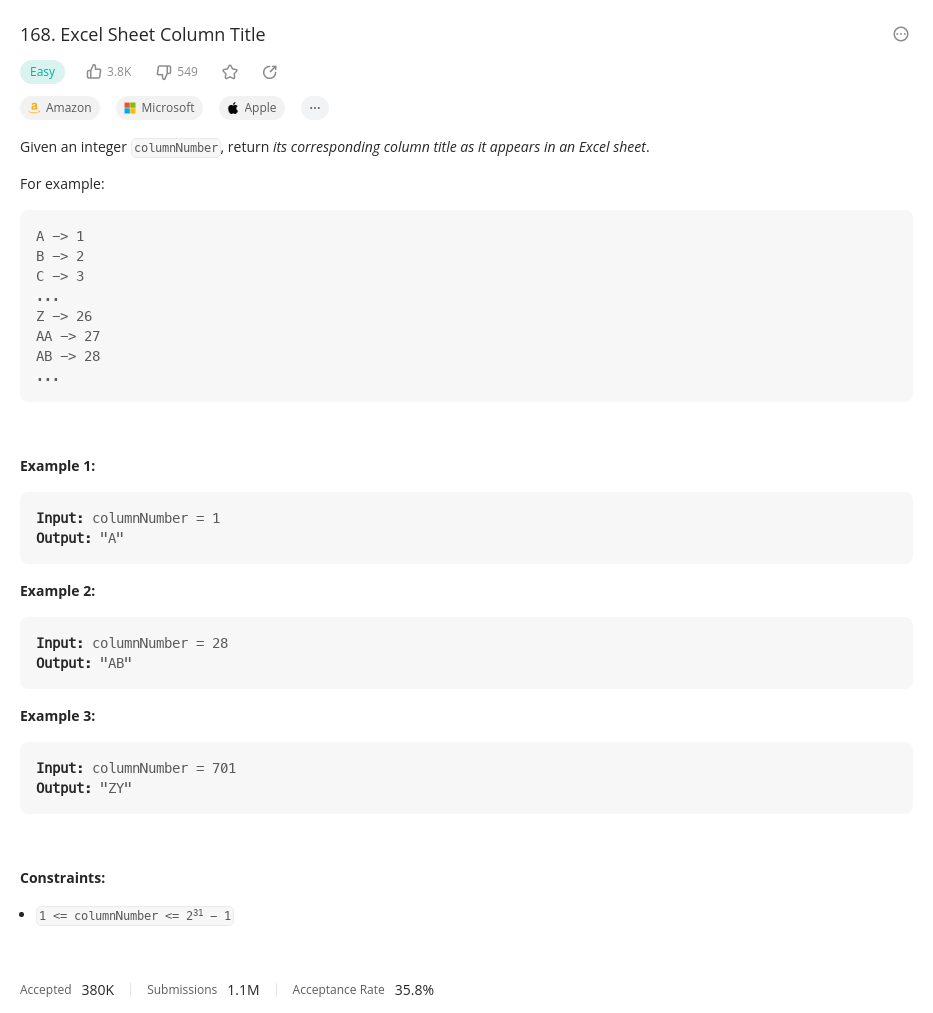 168. Excel Sheet Column Title
Easy 3.8K 549
Amazon Microsoft Apple ...
Given an integer columnNumber, return its corresponding column title as it appears in an Excel sheet.
For example:
A -> 1
B -> 2
C -> 3
...
Z -> 26
AA -> 27
AB -> 28
...
Example 1:
Input: columnNumber = 1
Output: "A"
Example 2:
Input: columnNumber = 28
Output: "AB"
Example 3:
Input: columnNumber = 701
Output: "ZY"
Constraints:
• 1 <= columnNumber <= 2³¹ − 1
Accepted 380K Submissions 1.1M Acceptance Rate 35.8%